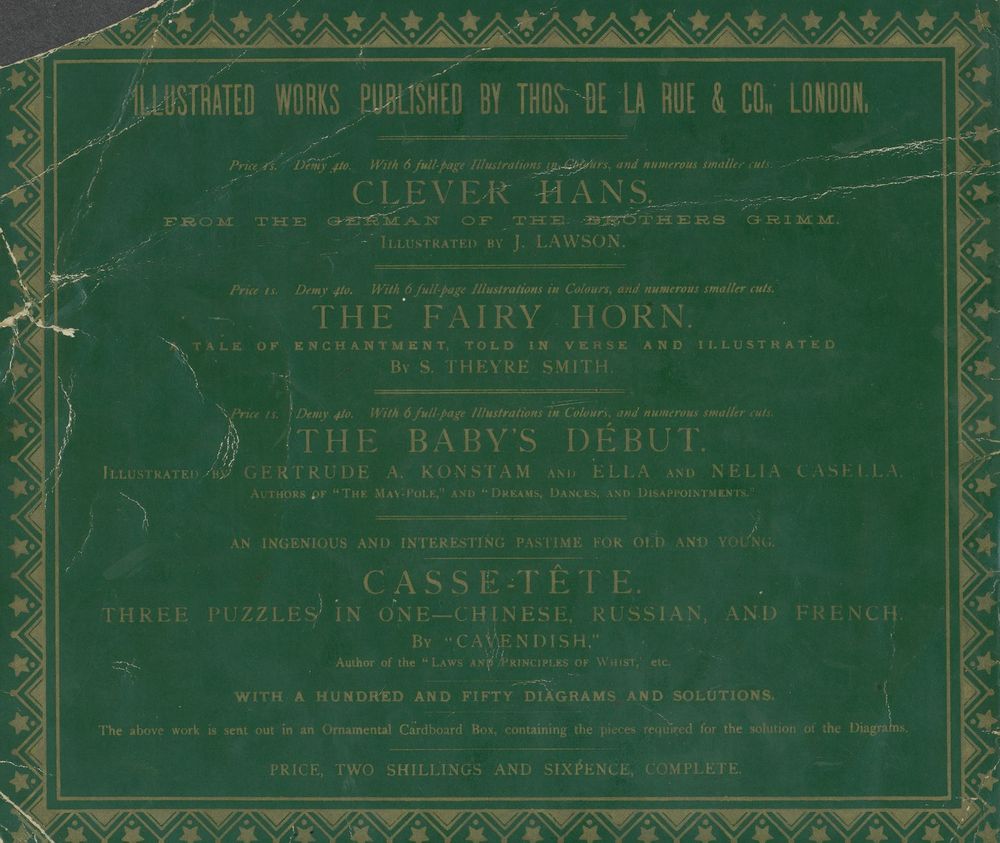 ILLUSTRATED WORKS PUBLISHED BY THOS. DE LA RUE & CO., LONDON.
Price 1s. Demy 4to. With 6 full-page Illustrations in Colours, and numerous smaller cuts.
CLEVER HANS.
FROM THE GERMAN OF THE BROTHERS GRIMM.
ILLUSTRATED BY J. LAWSON.
Price 1s. Demy 4to. With 6 full-page Illustrations in Colours, and numerous smaller cuts.
THE FAIRY HORN.
TALE OF ENCHANTMENT, TOLD IN VERSE AND ILLUSTRATED
BY S. THEYRE SMITH.
Price 1s. Demy 4to. With 6 full-page Illustrations in Colours, and numerous smaller cuts.
THE BABY'S DÉBUT.
ILLUSTRATED BY GERTRUDE A. KONSTAM AND ELLA AND NELIA CASELLA.
AUTHORS OF "THE MAY-POLE," AND "DREAMS, DANCES, AND DISAPPOINTMENTS."
AN INGENIOUS AND INTERESTING PASTIME FOR OLD AND YOUNG.
CASSE-TÊTE.
THREE PUZZLES IN ONE—CHINESE, RUSSIAN, AND FRENCH.
BY "CAVENDISH,"
Author of the "LAWS AND PRINCIPLES OF WHIST," etc.
WITH A HUNDRED AND FIFTY DIAGRAMS AND SOLUTIONS.
The above work is sent out in an Ornamental Cardboard Box, containing the pieces required for the solution of the Diagrams.
PRICE, TWO SHILLINGS AND SIXPENCE, COMPLETE.